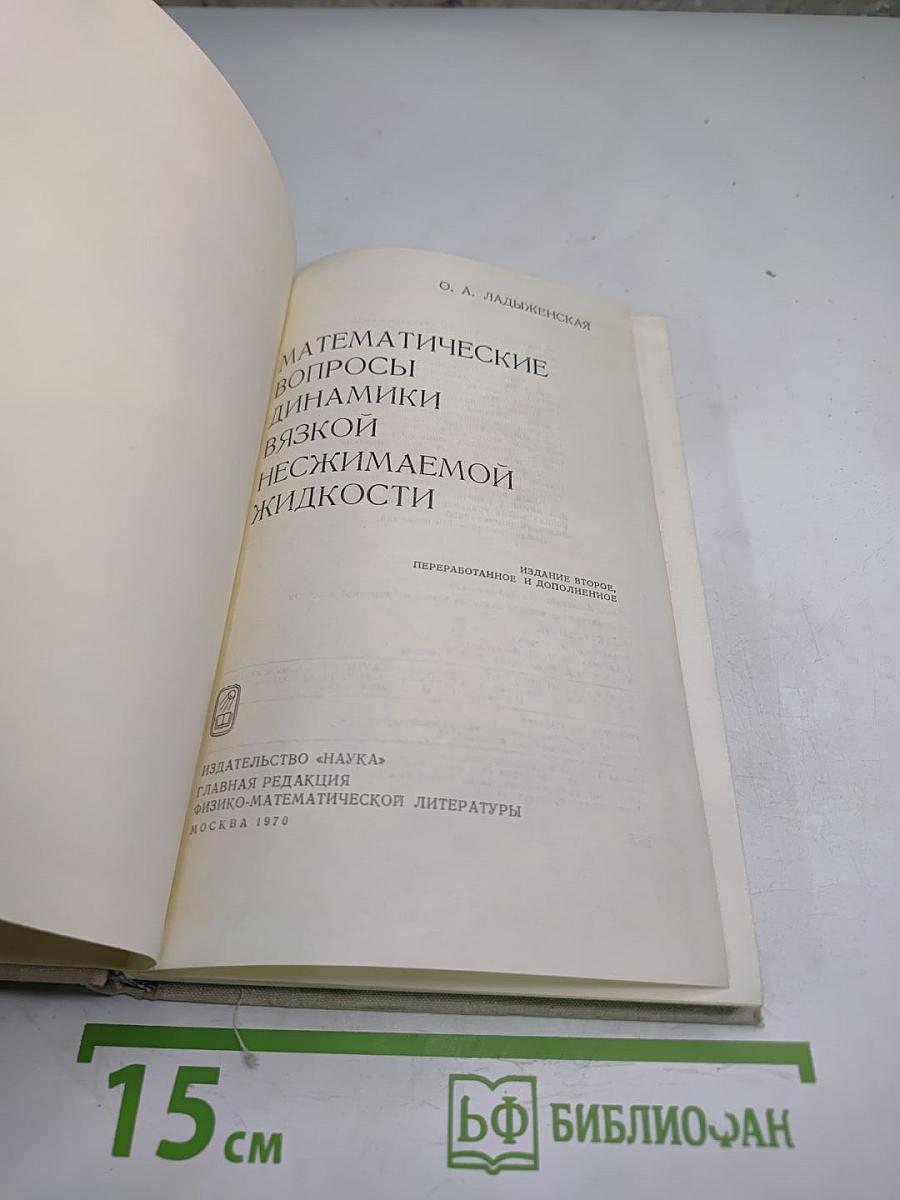 О. А. ЛАДЫЖЕНСКАЯ
МАТЕМАТИЧЕСКИЕ
ВОПРОСЫ
ДИНАМИКИ
ВЯЗКОЙ
НЕСЖИМАЕМОЙ
ЖИДКОСТИ
ИЗДАНИЕ ВТОРОЕ,
ПЕРЕРАБОТАННОЕ И ДОПОЛНЕННОЕ
ИЗДАТЕЛЬСТВО «НАУКА»
ГЛАВНАЯ РЕДАКЦИЯ
ФИЗИКО-МАТЕМАТИЧЕСКОЙ ЛИТЕРАТУРЫ
МОСКВА 1970
15 см
БФ БИБЛИОФАН